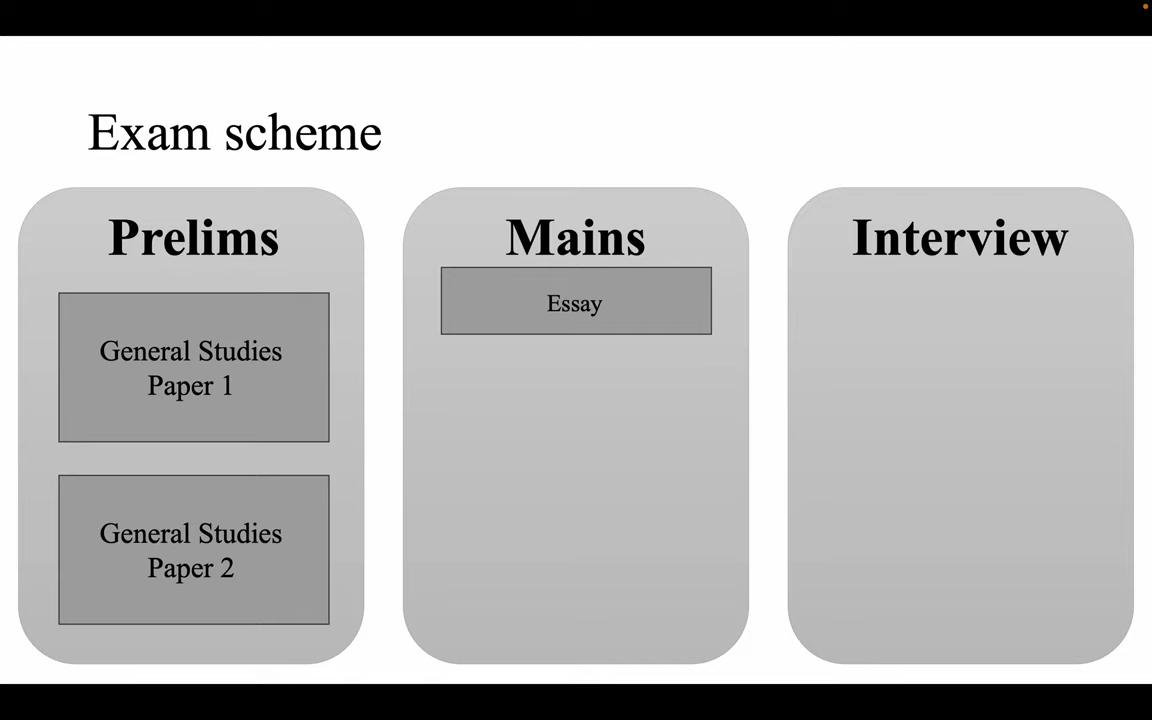 Exam scheme
Prelims
General Studies
Paper 1
General Studies
Paper 2
Mains
Essay
Interview